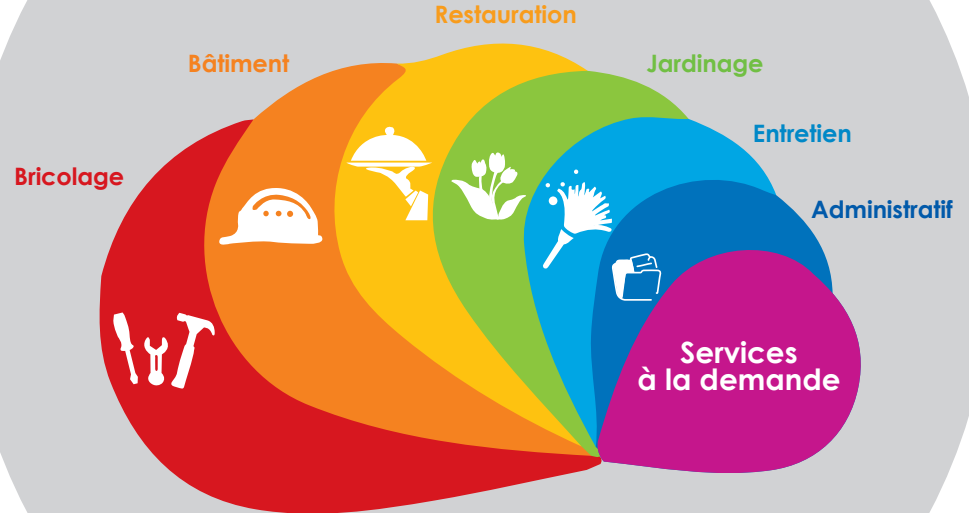 Restauration
Bâtiment
Jardinage
Entretien
Bricolage
Administratif
Services
à la demande